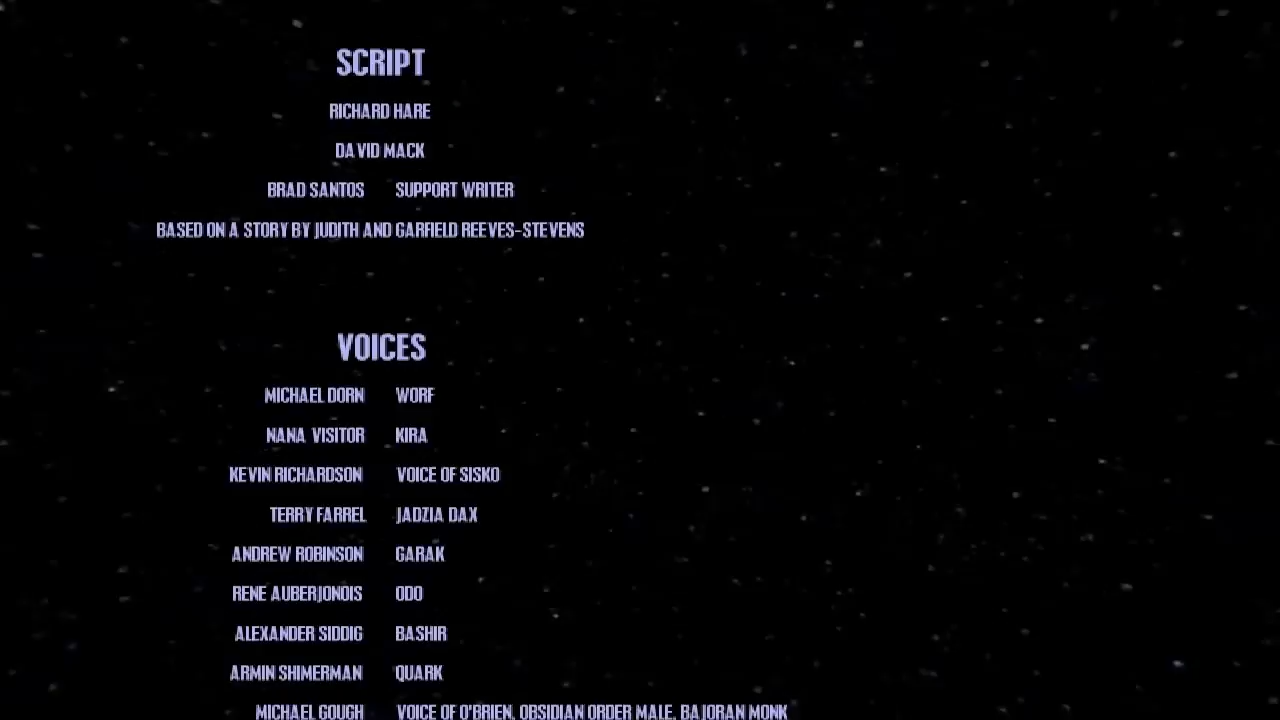 SCRIPT
RICHARD HARE
DAVID MACK
BRAD SANTOS SUPPORT WRITER
BASED ON A STORY BY JUDITH AND GARFIELD REEVES-STEVENS
VOICES
MICHAEL DORN WORF
NANA VISITOR KIRA
KEVIN RICHARDSON VOICE OF SISKO
TERRY FARREL JADZIA DAX
ANDREW ROBINSON GARAK
RENE AUBERJONOIS ODO
ALEXANDER SIDDIG BASHIR
ARMIN SHIMERMAN QUARK
MICHAEL GOUGH VOICE OF O'BRIEN, OBSIDIAN ORDER MALE, BAJORAN MONK